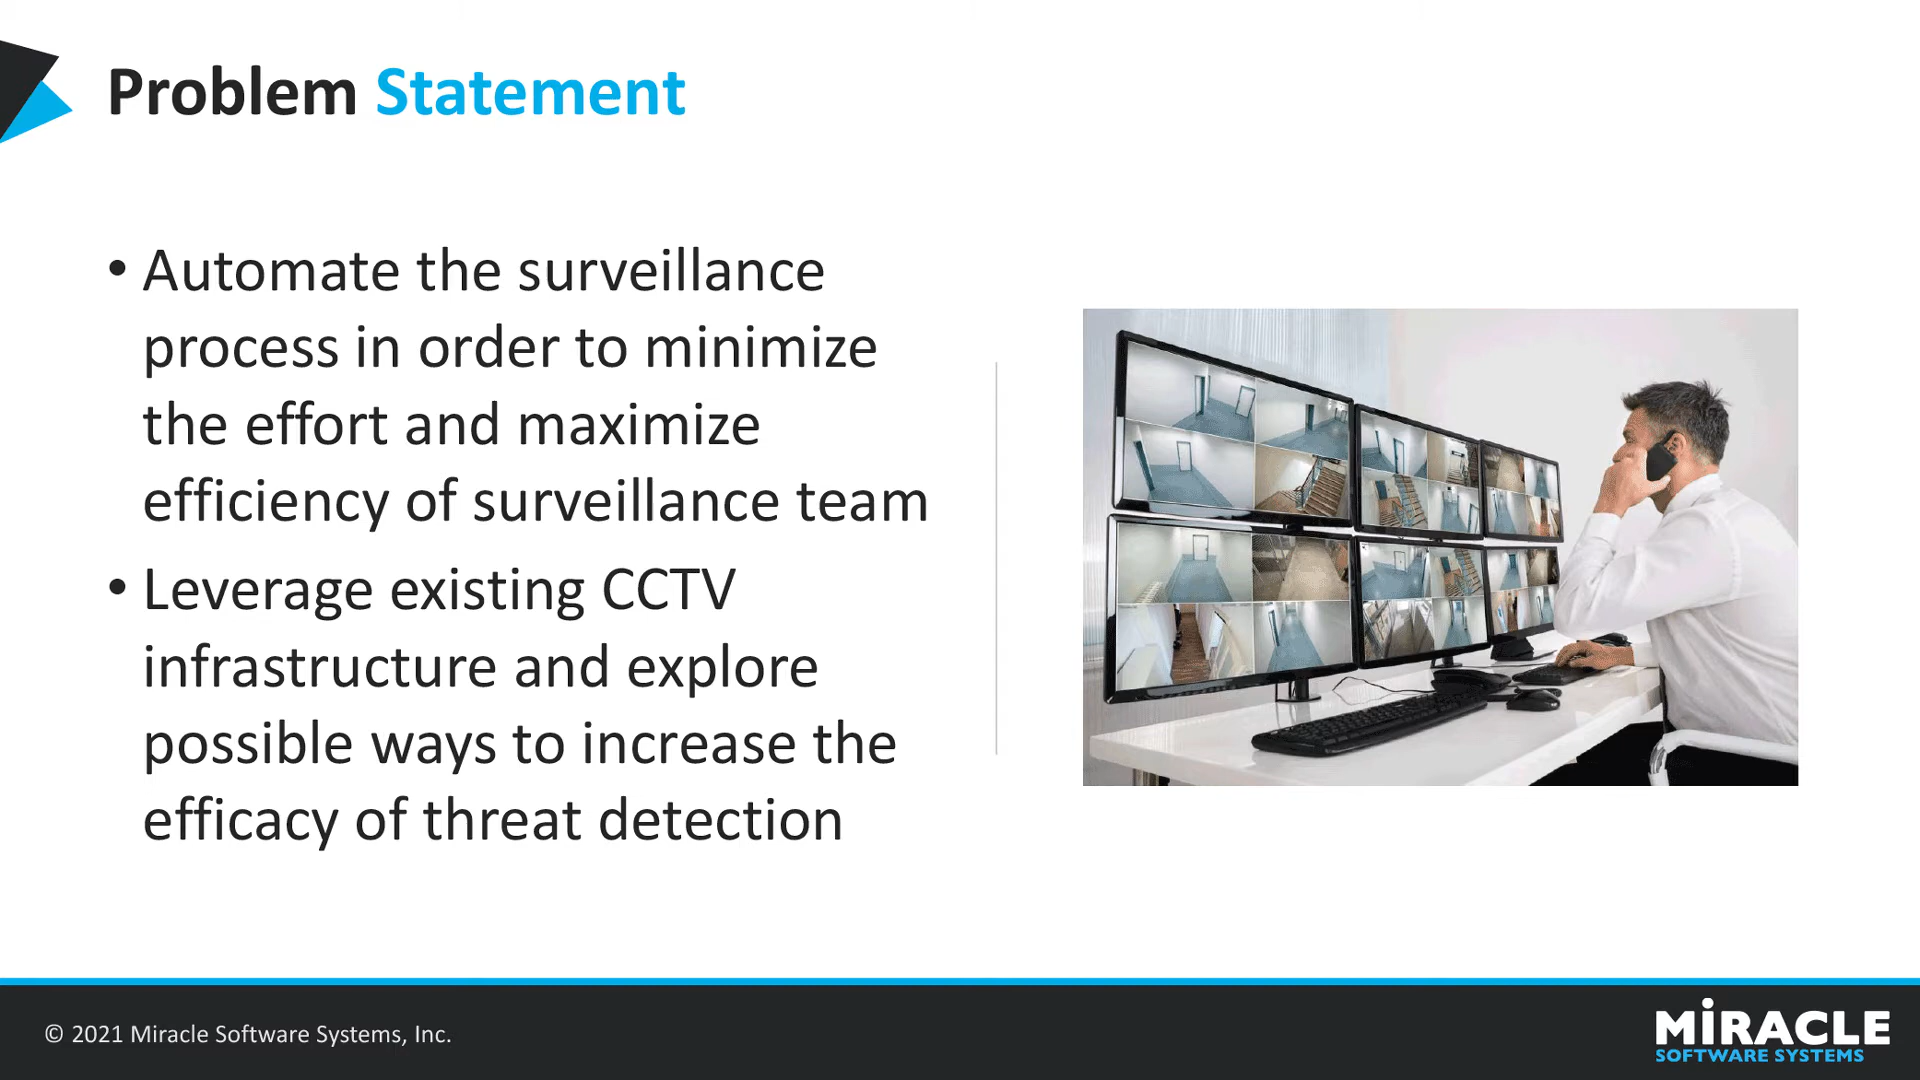 Problem Statement
• Automate the surveillance
process in order to minimize
the effort and maximize
efficiency of surveillance team
• Leverage existing CCTV
infrastructure and explore
possible ways to increase the
efficacy of threat detection
© 2021 Miracle Software Systems, Inc.
MiRACLE
SOFTWARE SYSTEMS